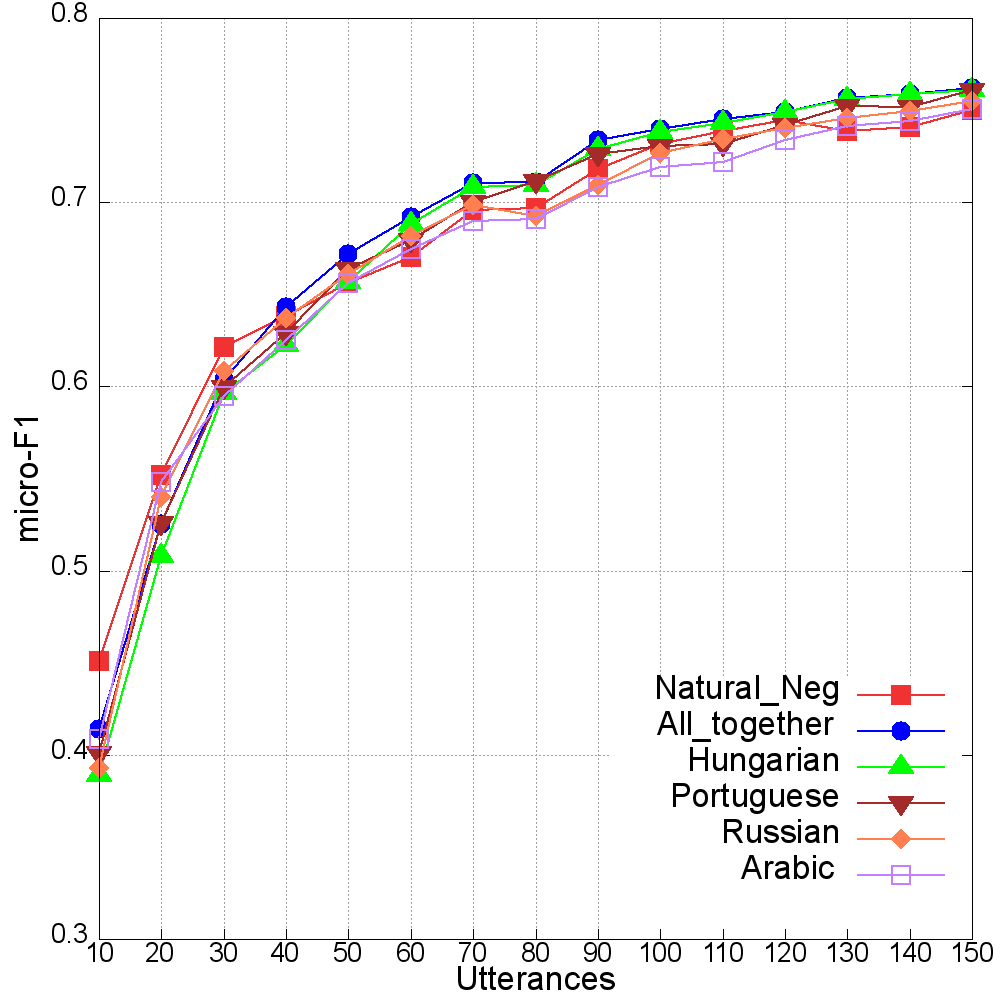 0.8
0.7
0.6
0.5
0.4
0.3
micro-F1
Natural_Neg
All_together
Hungarian
Portuguese
Russian
Arabic
10 20 30 40 50 60 70 80 90 100 110 120 130 140 150
Utterances